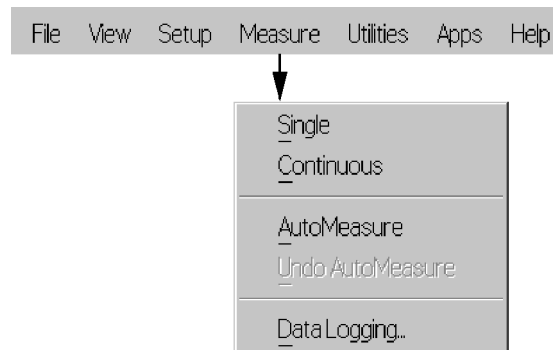 File View Setup Measure Utilities Apps Help
Single
Continuous
AutoMeasure
Undo AutoMeasure
Data Logging...